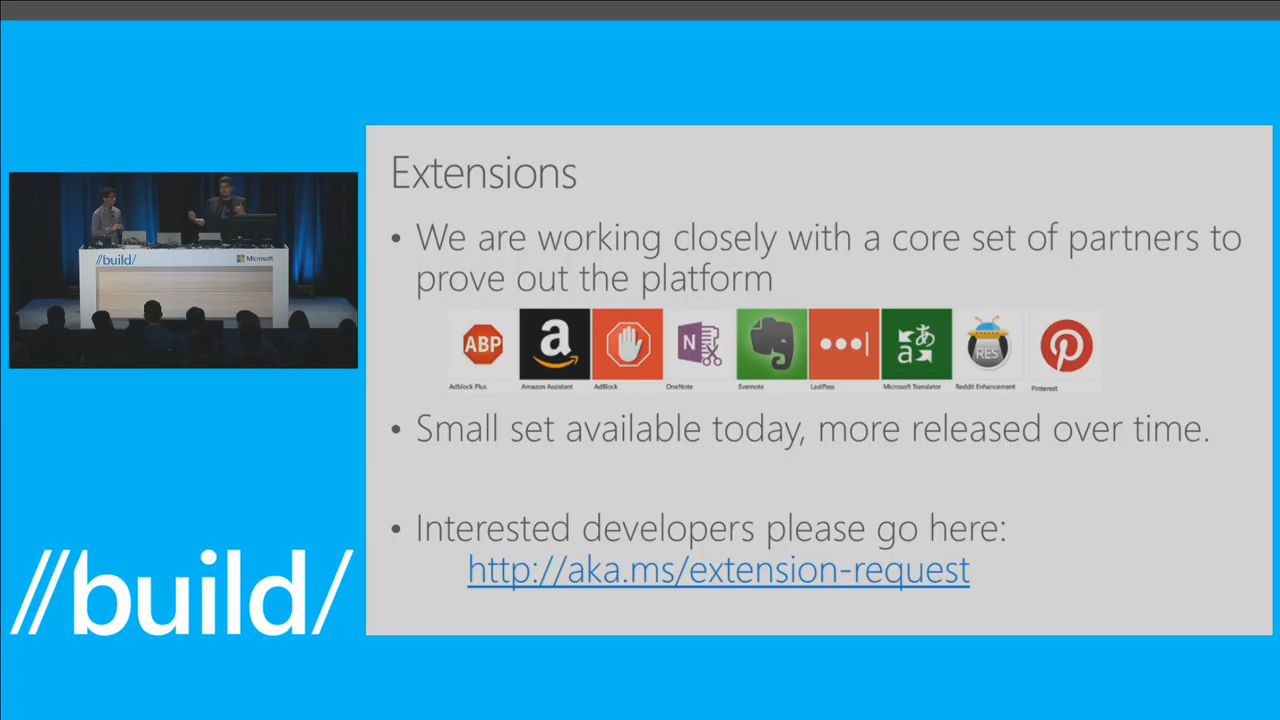 Extensions
• We are working closely with a core set of partners to
prove out the platform
ABP
a
N
RES
Adblock Plus
Amazon Assistant
AdBlock
OneNote
Evernote
LastPass
Microsoft Translator
Reddit Enhancement
Pinterest
• Small set available today, more released over time.
• Interested developers please go here:
http://aka.ms/extension-request
//build/
Microsoft
//build/